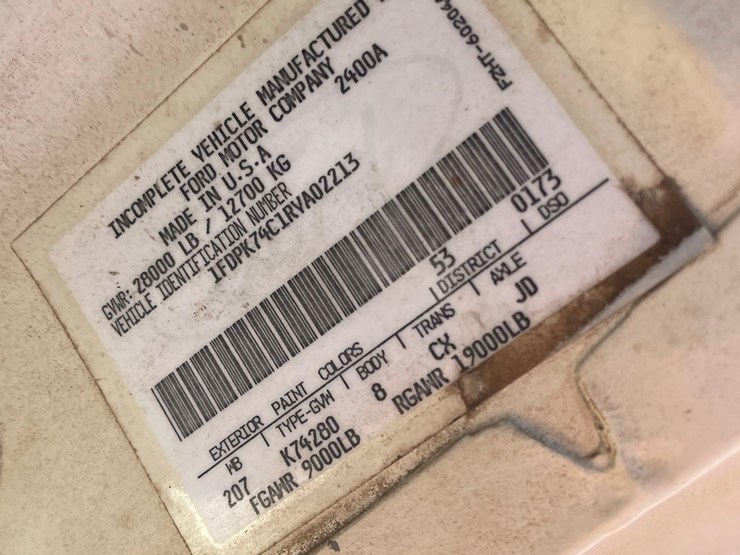 INCOMPLETE VEHICLE MANUFACTURED
FORD MOTOR COMPANY
MADE IN U.S.A 2400A
GVWR: 28000 LB / 12700 KG
VEHICLE IDENTIFICATION NUMBER
1FDPK74C1RVA02213
F2HT-
53 0173
EXTERIOR PAINT COLORS DISTRICT DSO
WB TYPE-GVW BODY TRANS AXLE
207 K74280 8 CX JD
FGAWR 9000LB RGAWR 19000LB